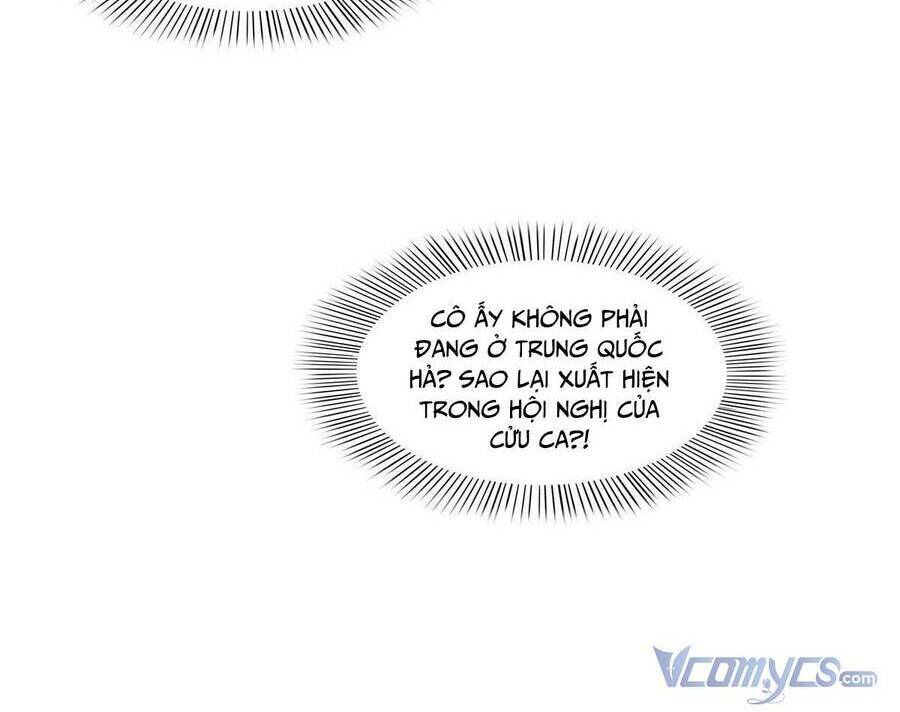 CÔ ẤY KHÔNG PHẢI
ĐANG Ở TRUNG QUỐC
HẢ? SAO LẠI XUẤT HIỆN
TRONG HỘI NGHỊ CỦA
CỬU CA?!
VCOMYCS.com